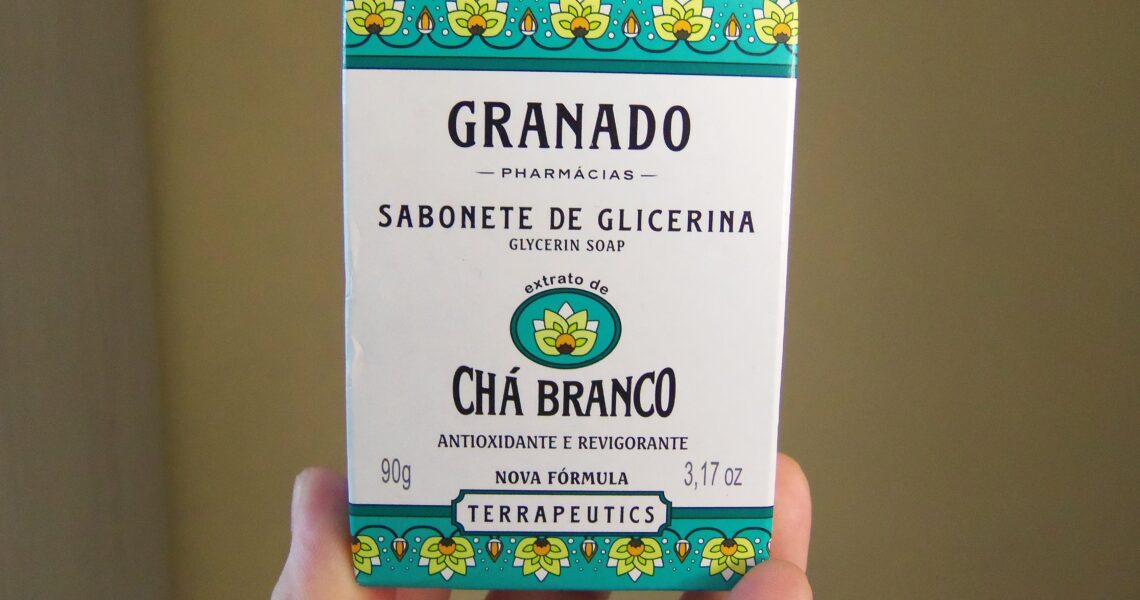 GRANADO
PHARMÁCIAS
SABONETE DE GLICERINA
GLYCERIN SOAP
extrato de
CHÁ BRANCO
ANTIOXIDANTE E REVIGORANTE
90g NOVA FÓRMULA 3,17 oz
TERRAPEUTICS